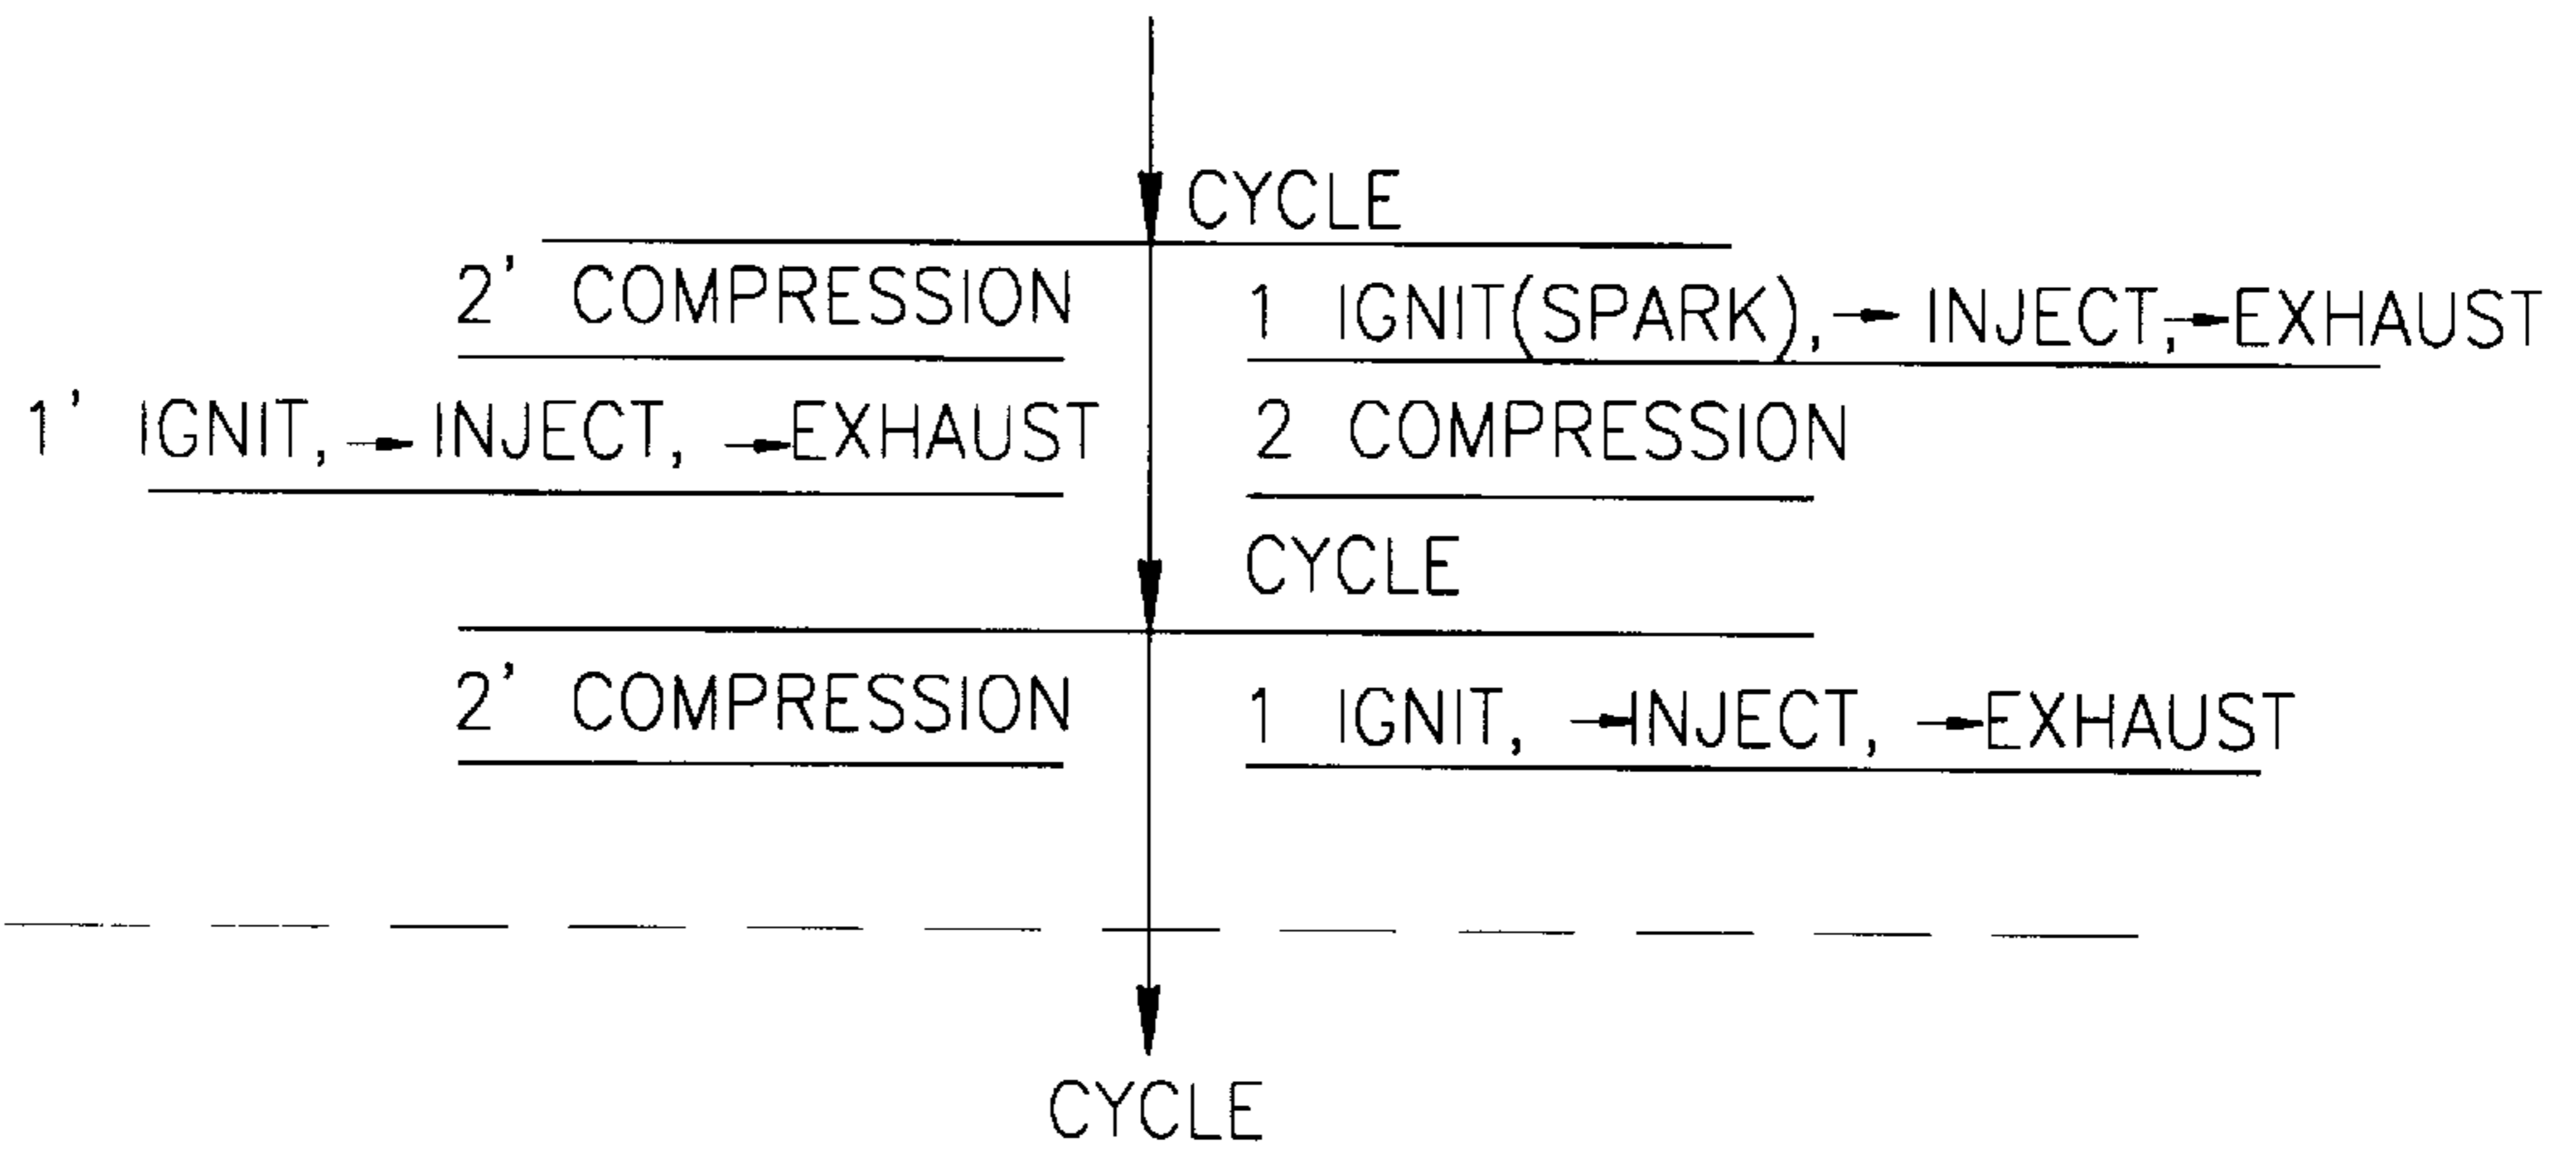 CYCLE
2' COMPRESSION 1 IGNIT(SPARK), → INJECT, → EXHAUST
1' IGNIT, → INJECT, → EXHAUST 2 COMPRESSION
CYCLE
2' COMPRESSION 1 IGNIT, → INJECT, → EXHAUST
CYCLE